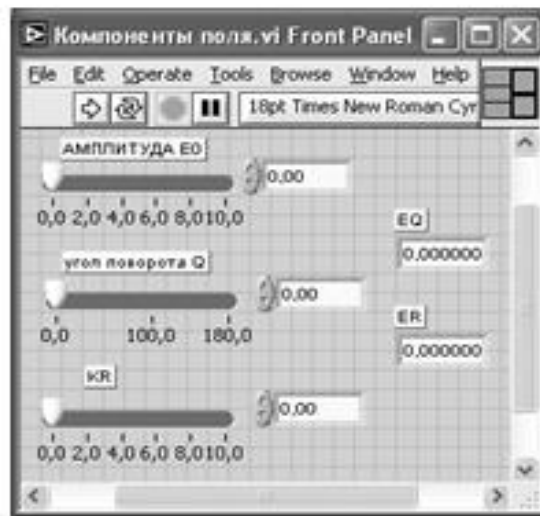 Компоненты поля.vi Front Panel
File Edit Operate Tools Browse Window Help
18pt Times New Roman Cyr
АМПЛИТУДА E0
0,00
0,0 2,0 4,0 6,0 8,0 10,0
EQ
0.000000
угол поворота Q
0,00
0,0 100,0 180,0
ER
0.000000
KR
0,00
0,0 2,0 4,0 6,0 8,0 10,0